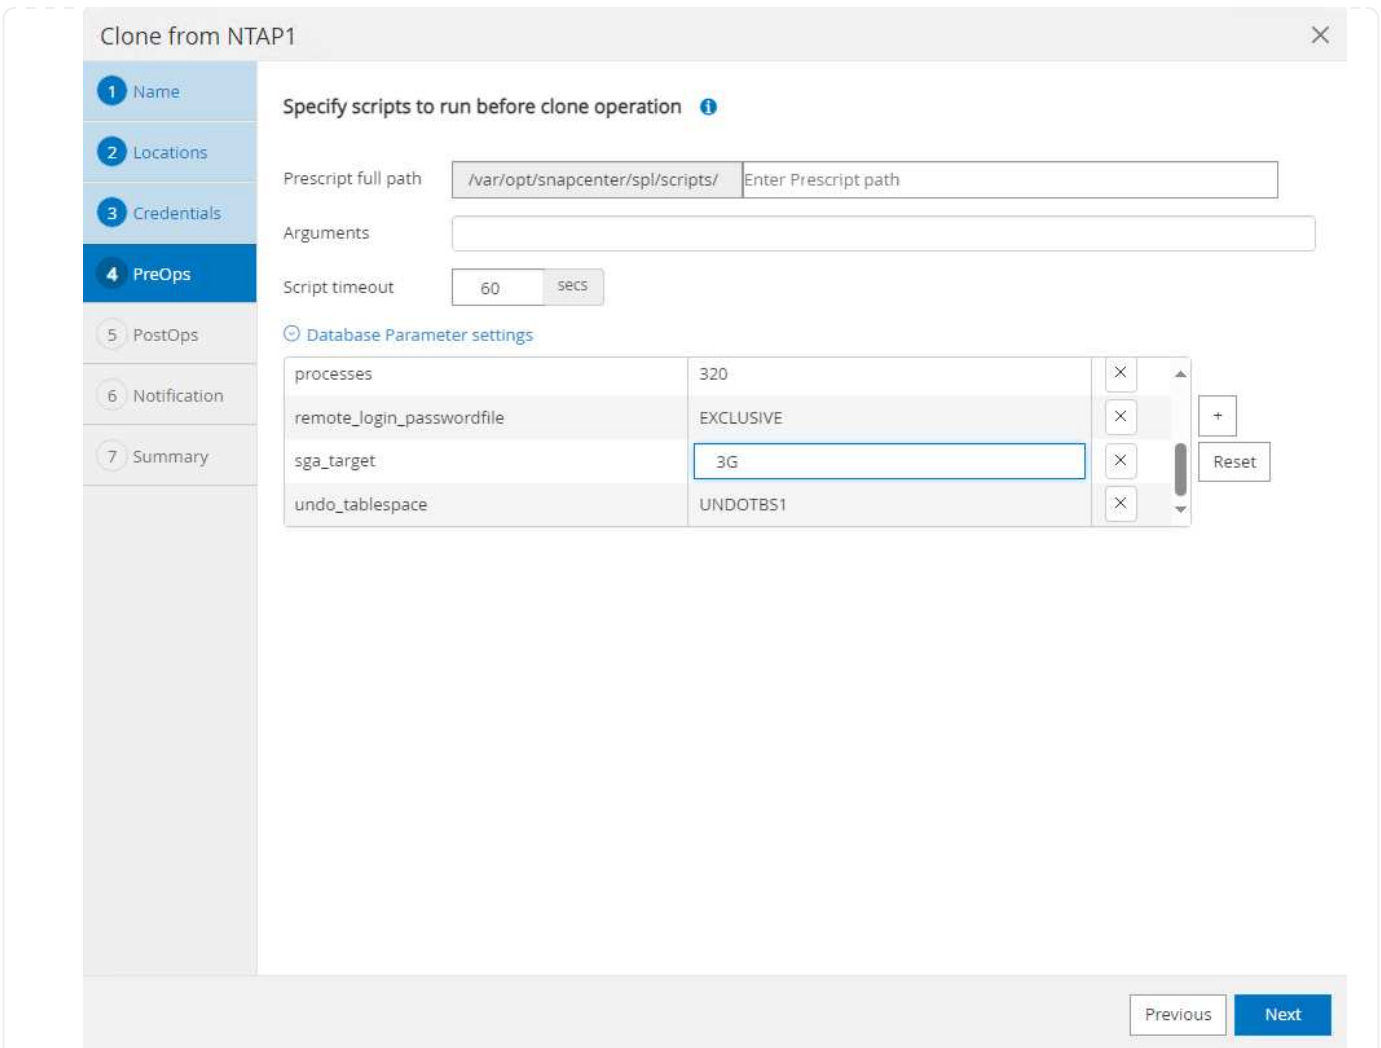 Clone from NTAP1
1 Name
2 Locations
3 Credentials
4 PreOps
5 PostOps
6 Notification
7 Summary
Specify scripts to run before clone operation
Prescript full path /var/opt/snapcenter/spl/scripts/ Enter Prescript path
Arguments
Script timeout 60 secs
Database Parameter settings
processes 320
remote_login_passwordfile EXCLUSIVE +
sga_target 3G Reset
undo_tablespace UNDOTBS1
Previous Next